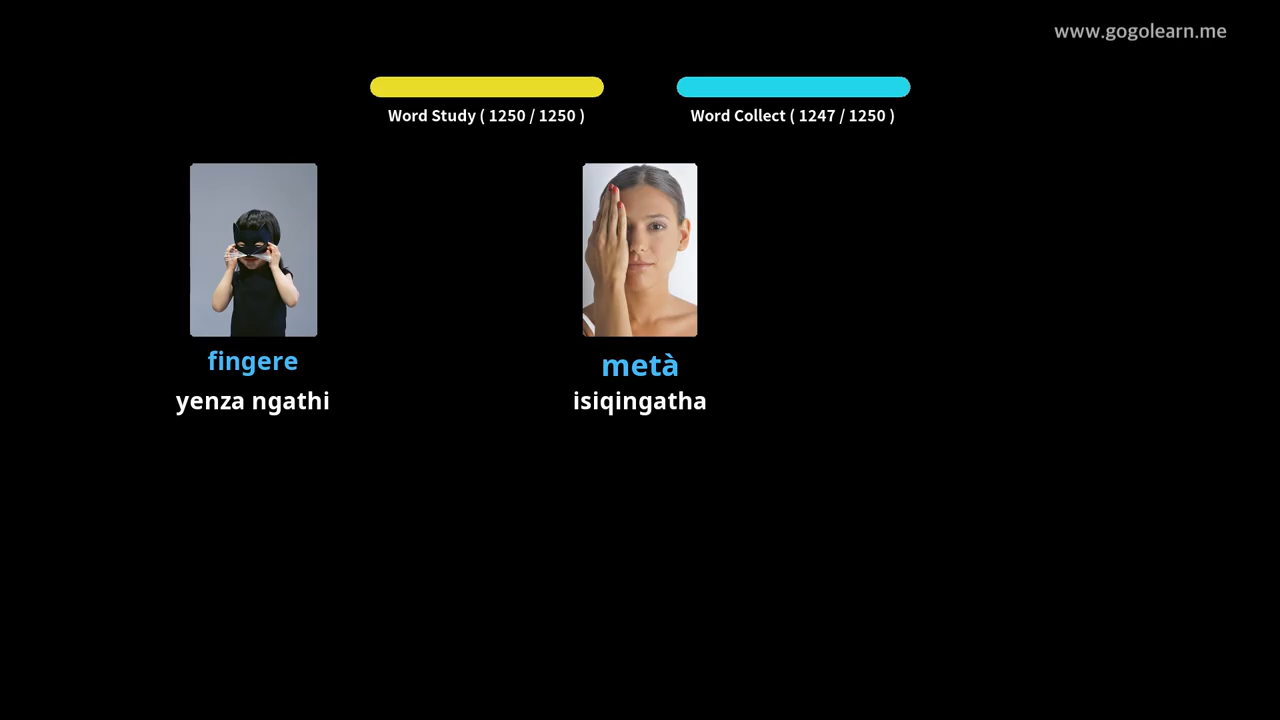 www.gogolearn.me
Word Study ( 1250 / 1250 )
Word Collect ( 1247 / 1250 )
fingere
metà
yenza ngathi
isiqingatha